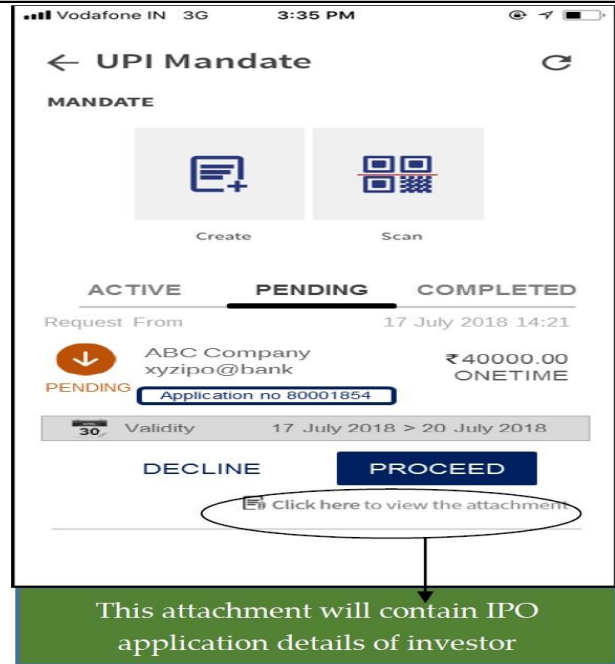 Vodafone IN 3G 3:35 PM
UPI Mandate
MANDATE
Create Scan
ACTIVE PENDING COMPLETED
Request From 17 July 2018 14:21
ABC Company ₹40000.00
xyzipo@bank ONETIME
PENDING
Application no 80001854
30 Validity 17 July 2018 > 20 July 2018
DECLINE PROCEED
Click here to view the attachment
This attachment will contain IPO
application details of investor